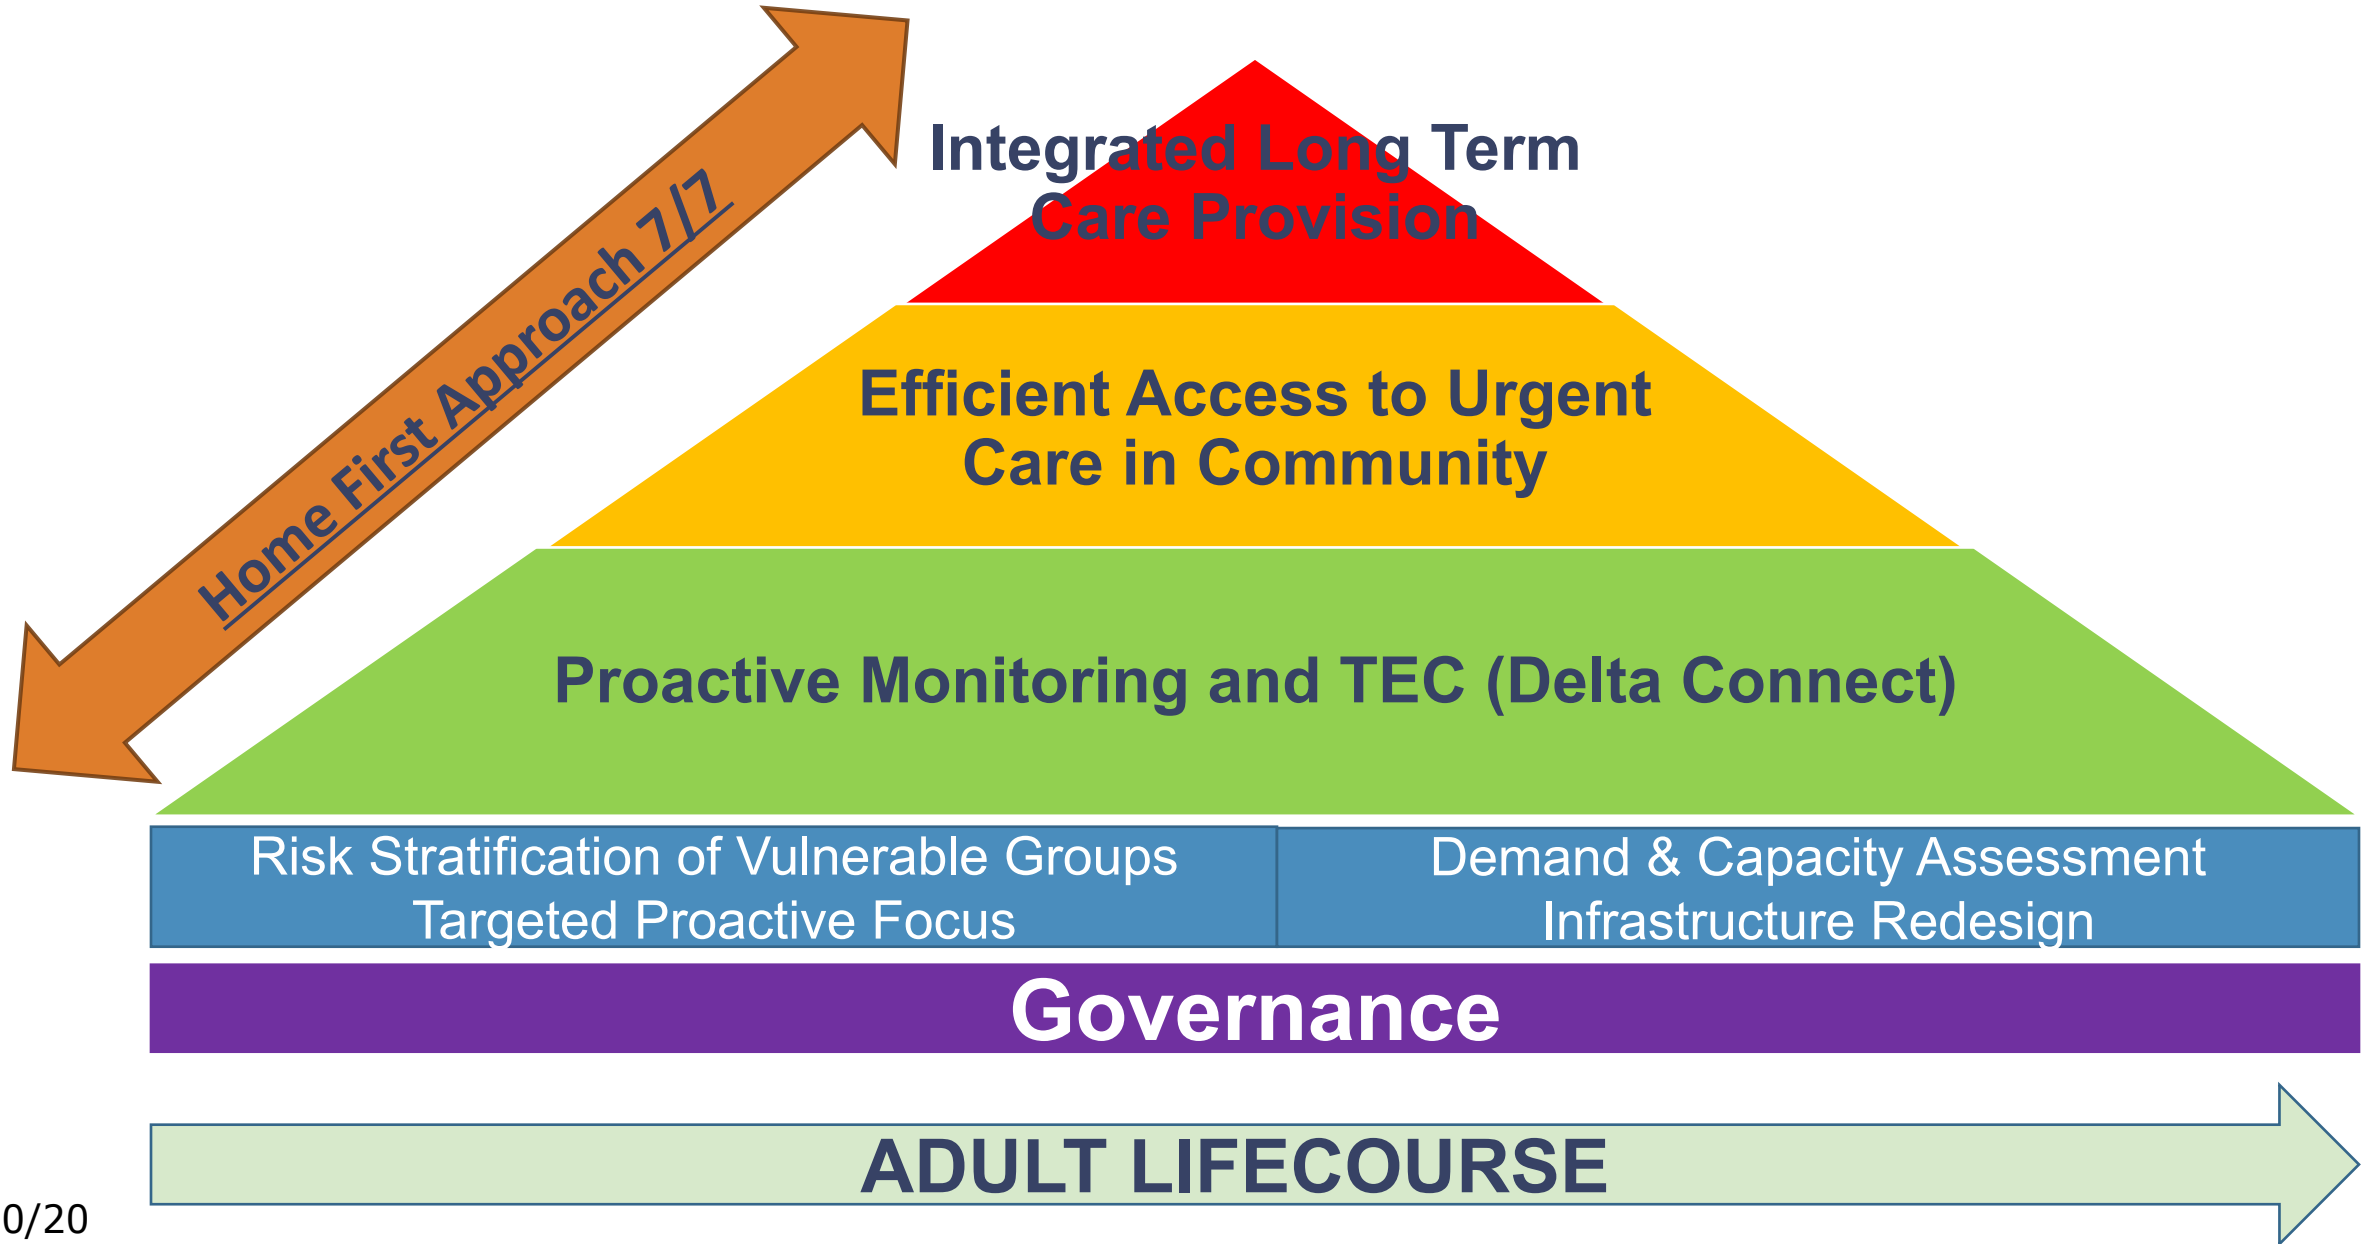 Home First Approach 7/7
Integrated Long Term
Care Provision
Efficient Access to Urgent
Care in Community
Proactive Monitoring and TEC (Delta Connect)
Risk Stratification of Vulnerable Groups
Targeted Proactive Focus
Demand & Capacity Assessment
Infrastructure Redesign
Governance
ADULT LIFECOURSE
0/20